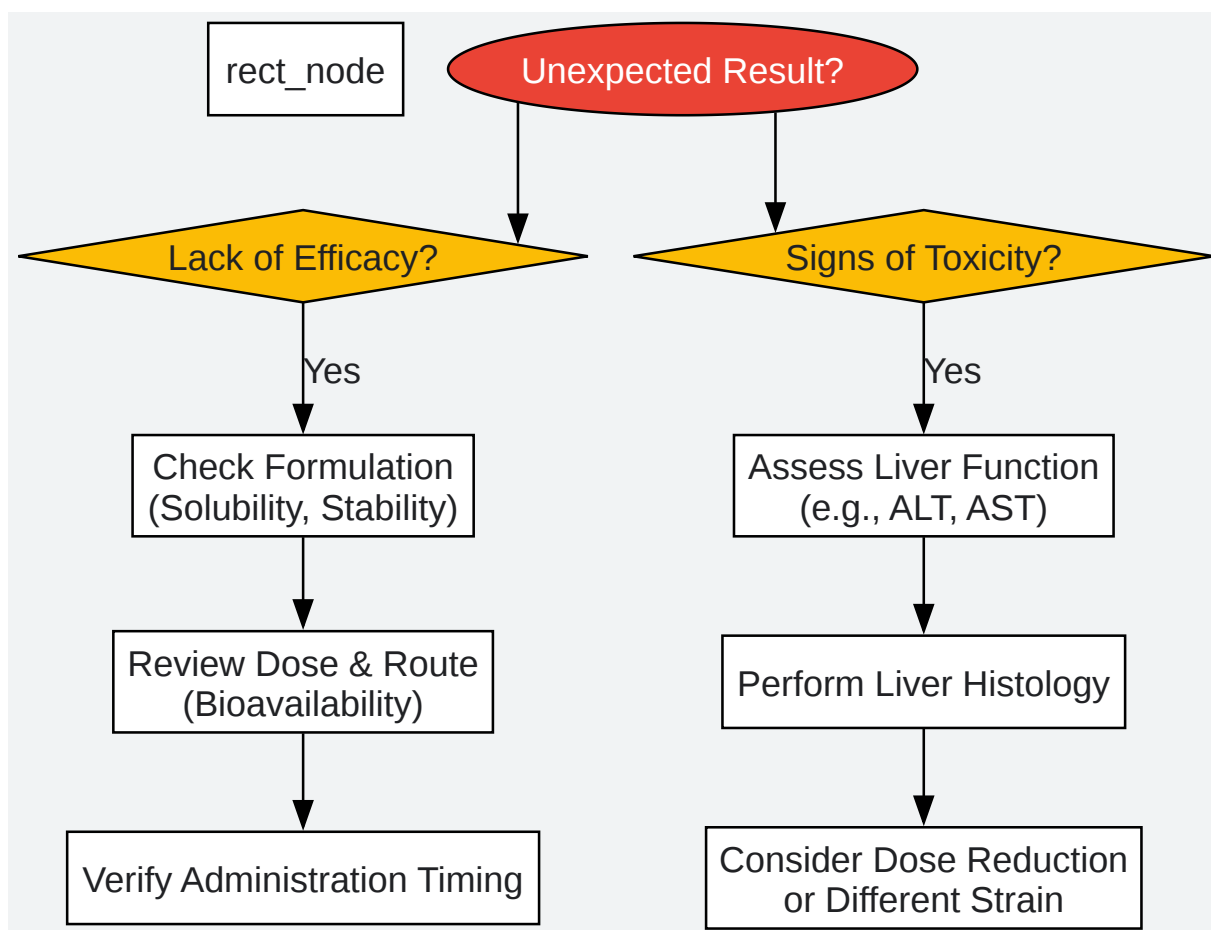 rect_node
Unexpected Result?
Lack of Efficacy?
Signs of Toxicity?
Yes
Yes
Check Formulation
(Solubility, Stability)
Assess Liver Function
(e.g., ALT, AST)
Review Dose & Route
(Bioavailability)
Perform Liver Histology
Verify Administration Timing
Consider Dose Reduction
or Different Strain